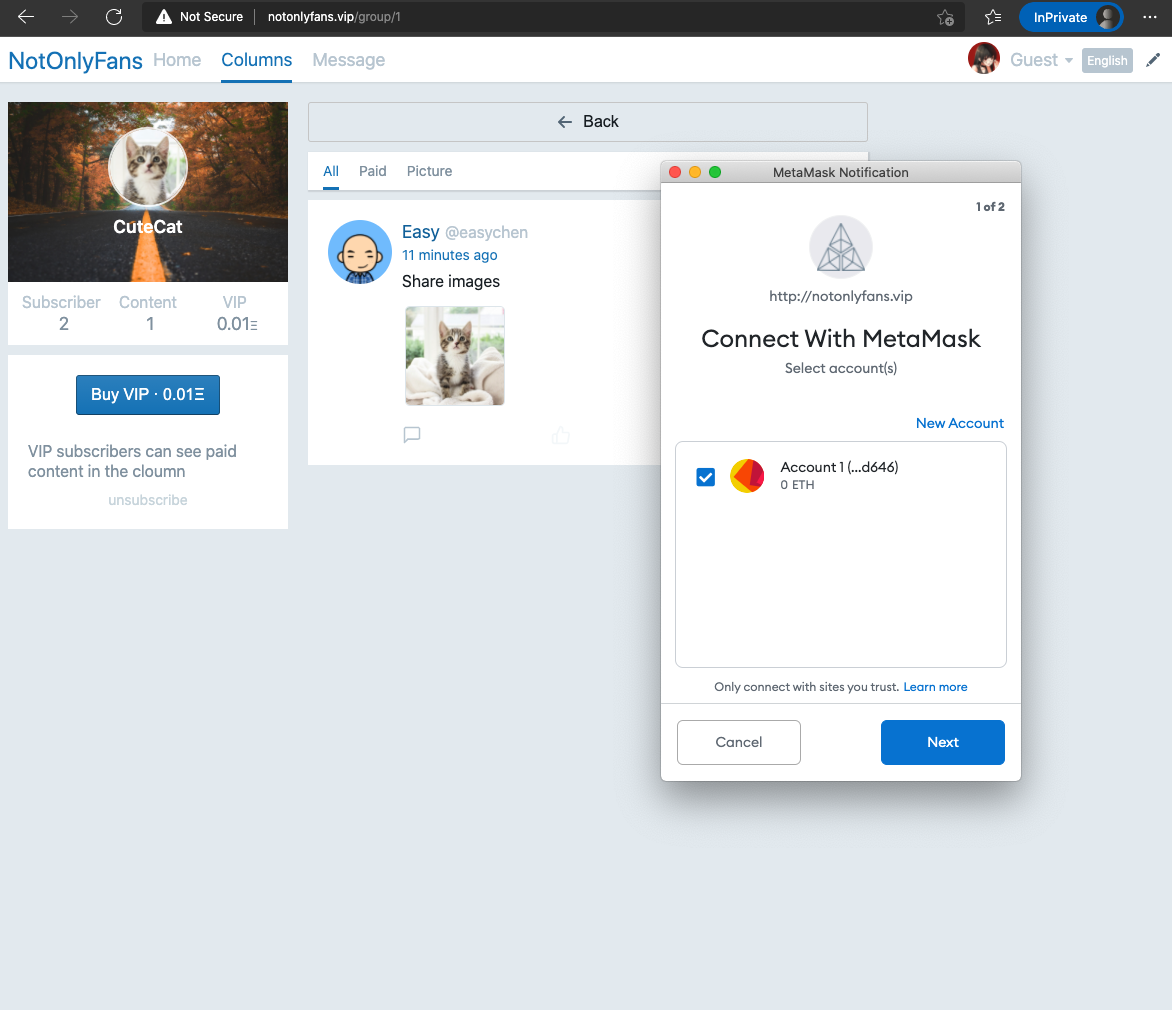 Not Secure notonlyfans.vip/group/1 InPrivate
NotOnlyFans Home Columns Message Guest English
CuteCat
Subscriber Content VIP
2 1 0.01Ξ
Buy VIP · 0.01Ξ
VIP subscribers can see paid
content in the cloumn
unsubscribe
← Back
All Paid Picture
Easy @easychen
11 minutes ago
Share images
MetaMask Notification
1 of 2
http://notonlyfans.vip
Connect With MetaMask
Select account(s)
New Account
Account 1 (...d646)
0 ETH
Only connect with sites you trust. Learn more
Cancel Next